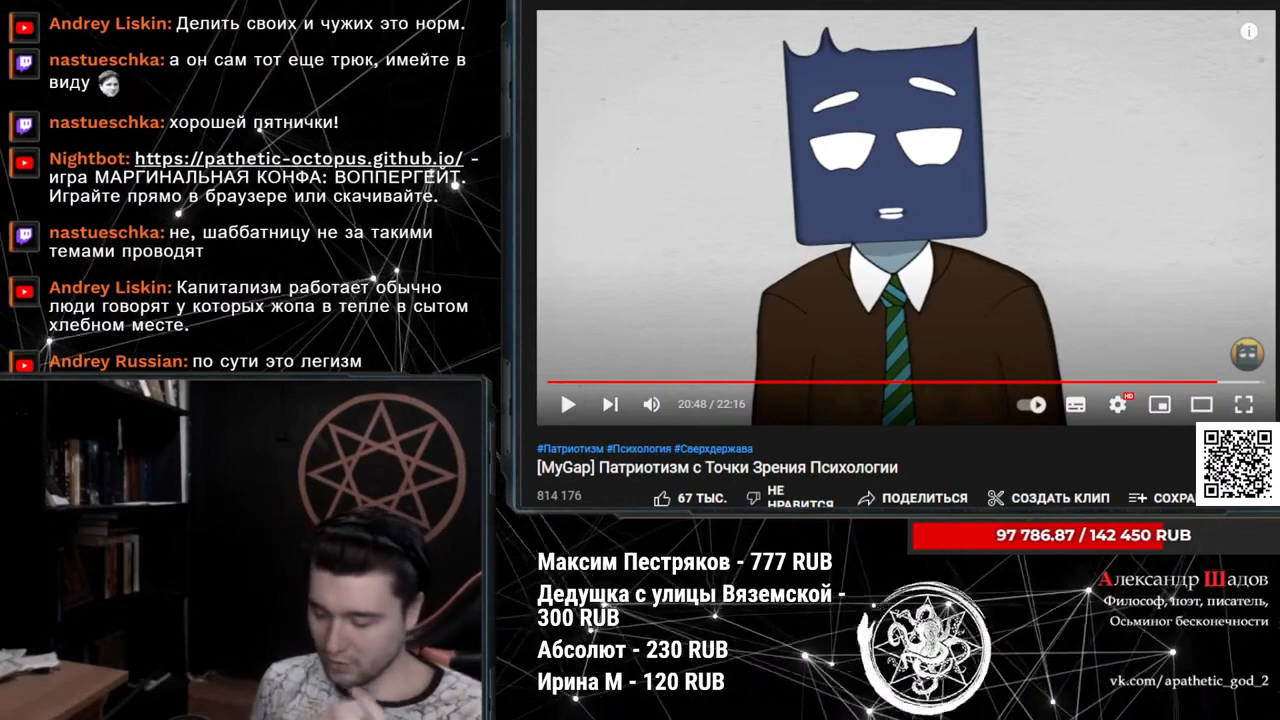 Andrey Liskin: Делить своих и чужих это норм.
nastueschka: а он сам тот еще трюк, имейте в
виду
nastueschka: хорошей пятнички!
Nightbot: https://pathetic-octopus.github.io/ -
игра МАРГИНАЛЬНАЯ КОНФА: ВОППЕРГЕЙТ.
Играйте прямо в браузере или скачивайте.
nastueschka: не, шаббатницу не за такими
темами проводят
Andrey Liskin: Капитализм работает обычно
люди говорят у которых жопа в тепле в сытом
хлебном месте.
Andrey Russian: по сути это легизм
20:48 / 22:16
HD
#Патриотизм #Психология #Сверхдержава
[MyGap] Патриотизм с Точки Зрения Психологии
814 176
67 ТЫС.
НЕ
НРАВИТСЯ
ПОДЕЛИТЬСЯ
СОЗДАТЬ КЛИП
СОХРА
97 786.87 / 142 450 RUB
Максим Пестряков - 777 RUB
Дедушка с улицы Вяземской -
300 RUB
Абсолют - 230 RUB
Ирина М - 120 RUB
Александр Шадов
Философ, поэт, писатель,
Осьминог бесконечности
vk.com/apathetic_god_2